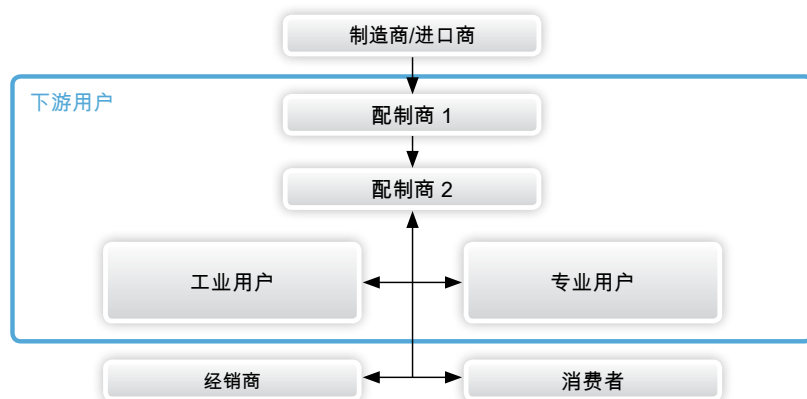 制造商/进口商
下游用户
配制商 1
配制商 2
工业用户
专业用户
经销商
消费者